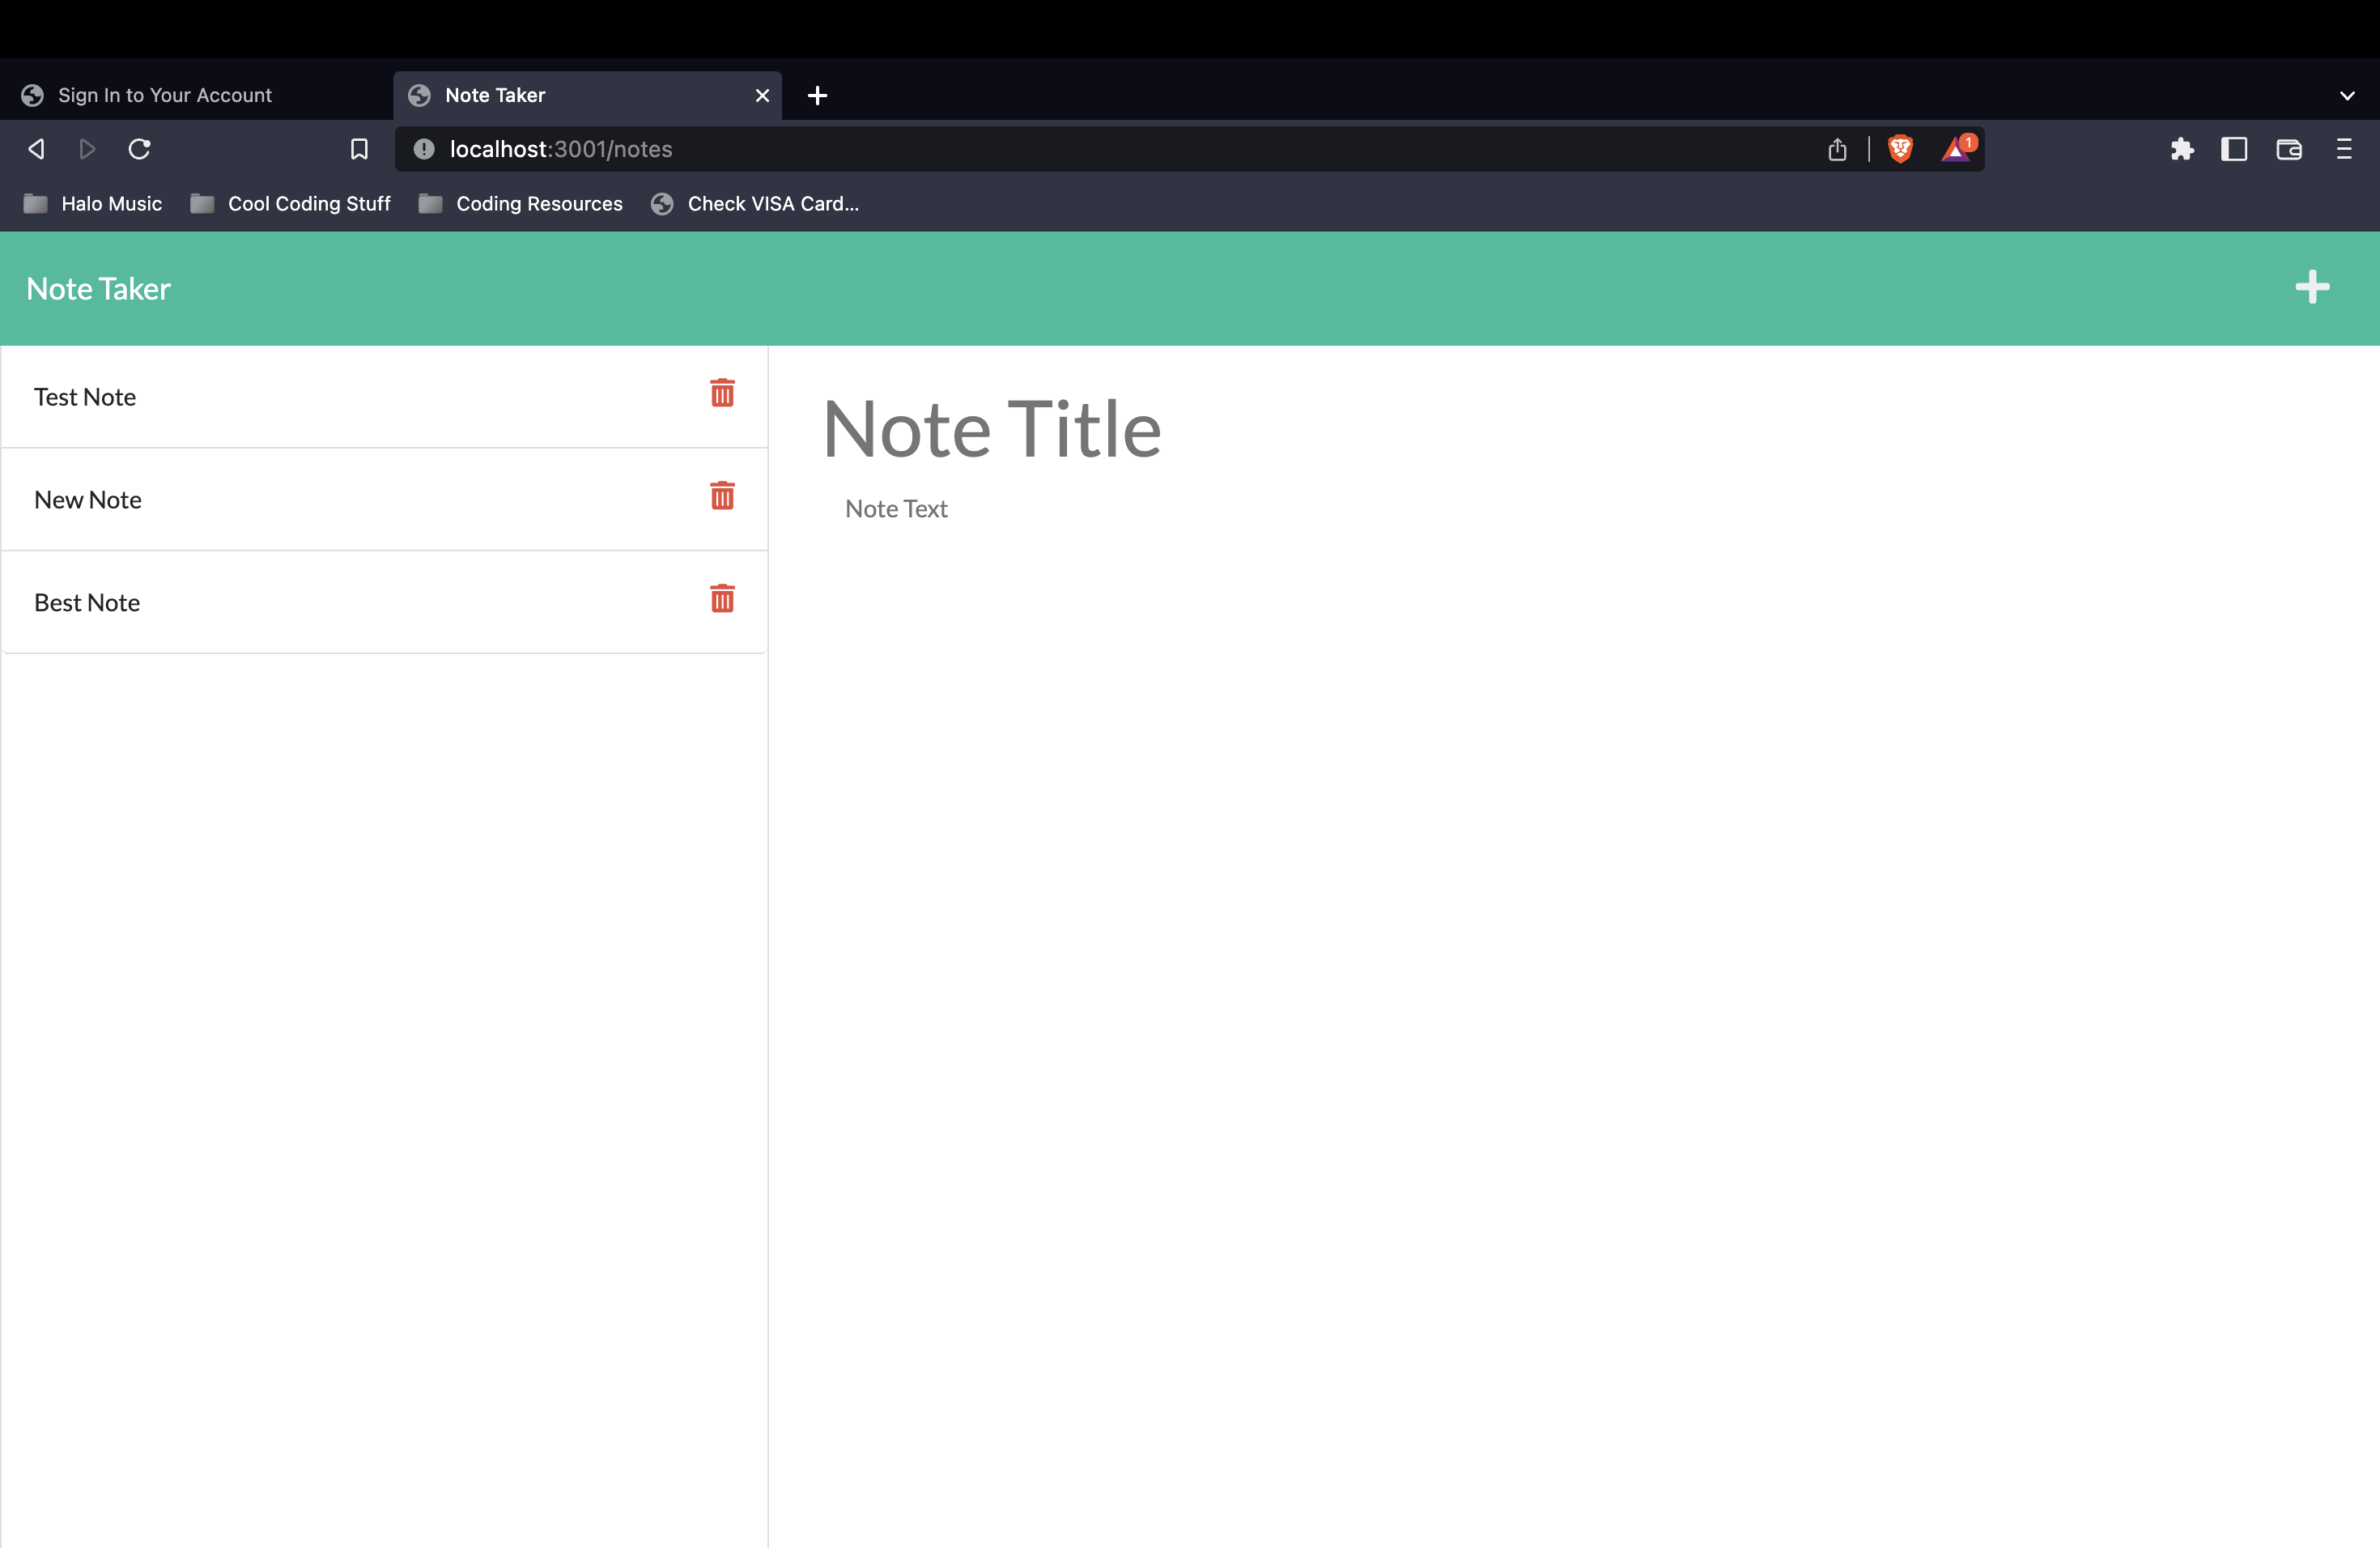 Sign In to Your Account
Note Taker
localhost:3001/notes
1
Halo Music
Cool Coding Stuff
Coding Resources
Check VISA Card...
Note Taker
Test Note
New Note
Best Note
Note Title
Note Text